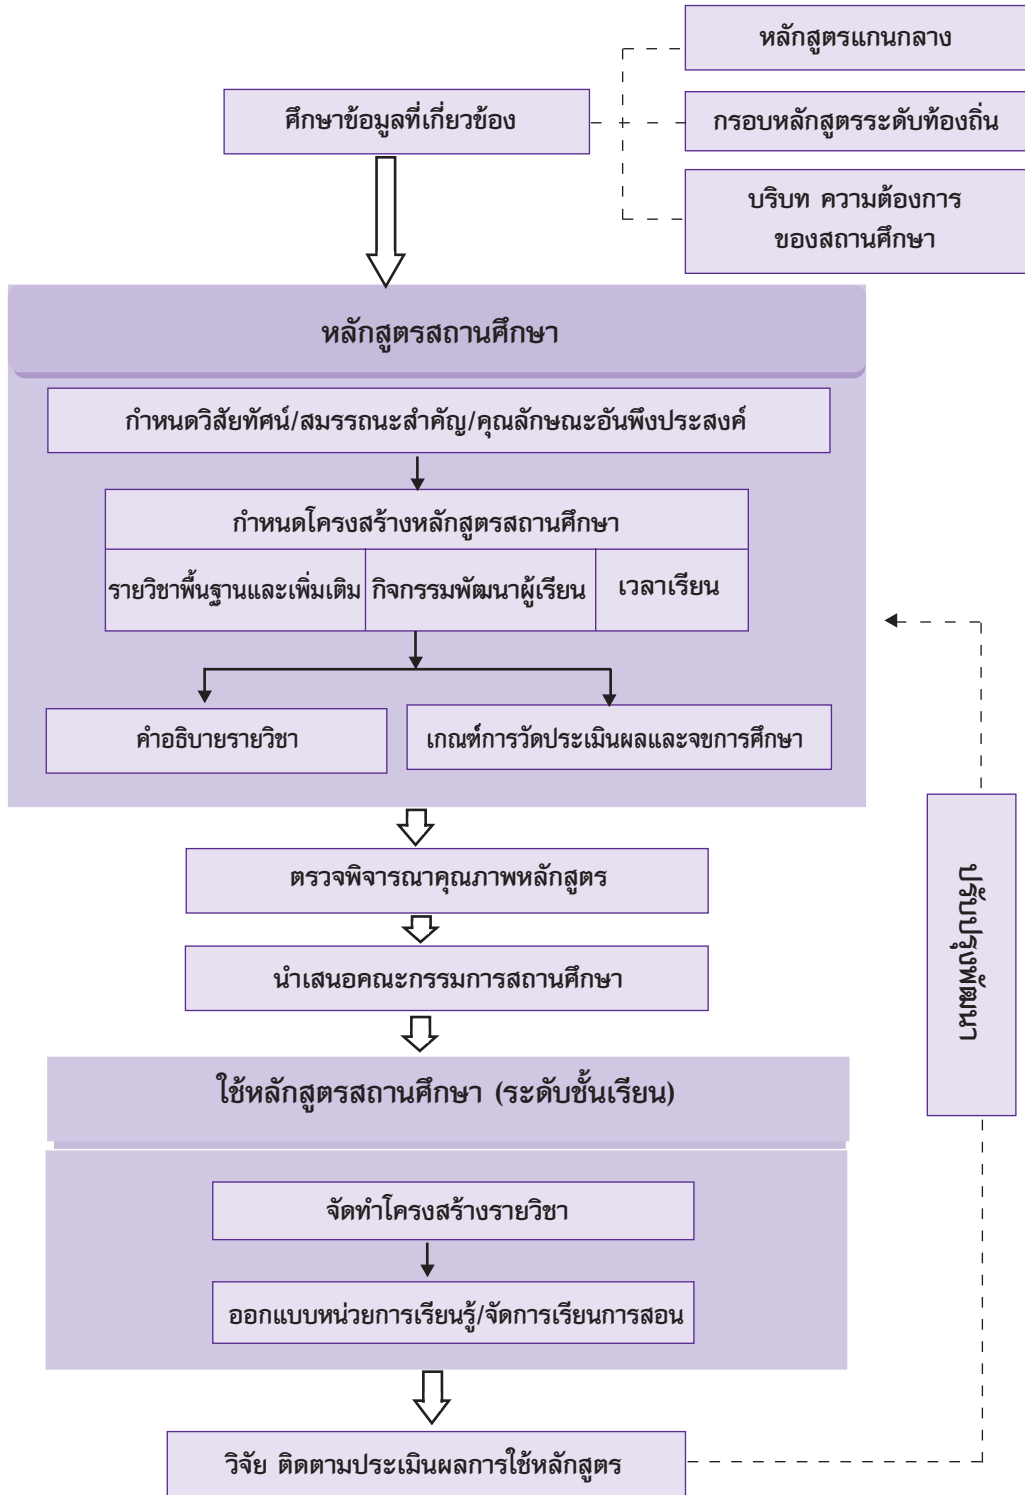 หลักสูตรแกนกลาง
ศึกษาข้อมูลที่เกี่ยวข้อง
กรอบหลักสูตรระดับท้องถิ่น
บริบท ความต้องการ
ของสถานศึกษา
หลักสูตรสถานศึกษา
กำหนดวิสัยทัศน์/สมรรถนะสำคัญ/คุณลักษณะอันพึงประสงค์
กำหนดโครงสร้างหลักสูตรสถานศึกษา
รายวิชาพื้นฐานและเพิ่มเติม
กิจกรรมพัฒนาผู้เรียน
เวลาเรียน
คำอธิบายรายวิชา
เกณฑ์การวัดประเมินผลและจขการศึกษา
ตรวจพิจารณาคุณภาพหลักสูตร
นำเสนอคณะกรรมการสถานศึกษา
ปรับปรุงพัฒนา
ใช้หลักสูตรสถานศึกษา (ระดับชั้นเรียน)
จัดทำโครงสร้างรายวิชา
ออกแบบหน่วยการเรียนรู้/จัดการเรียนการสอน
วิจัย ติดตามประเมินผลการใช้หลักสูตร